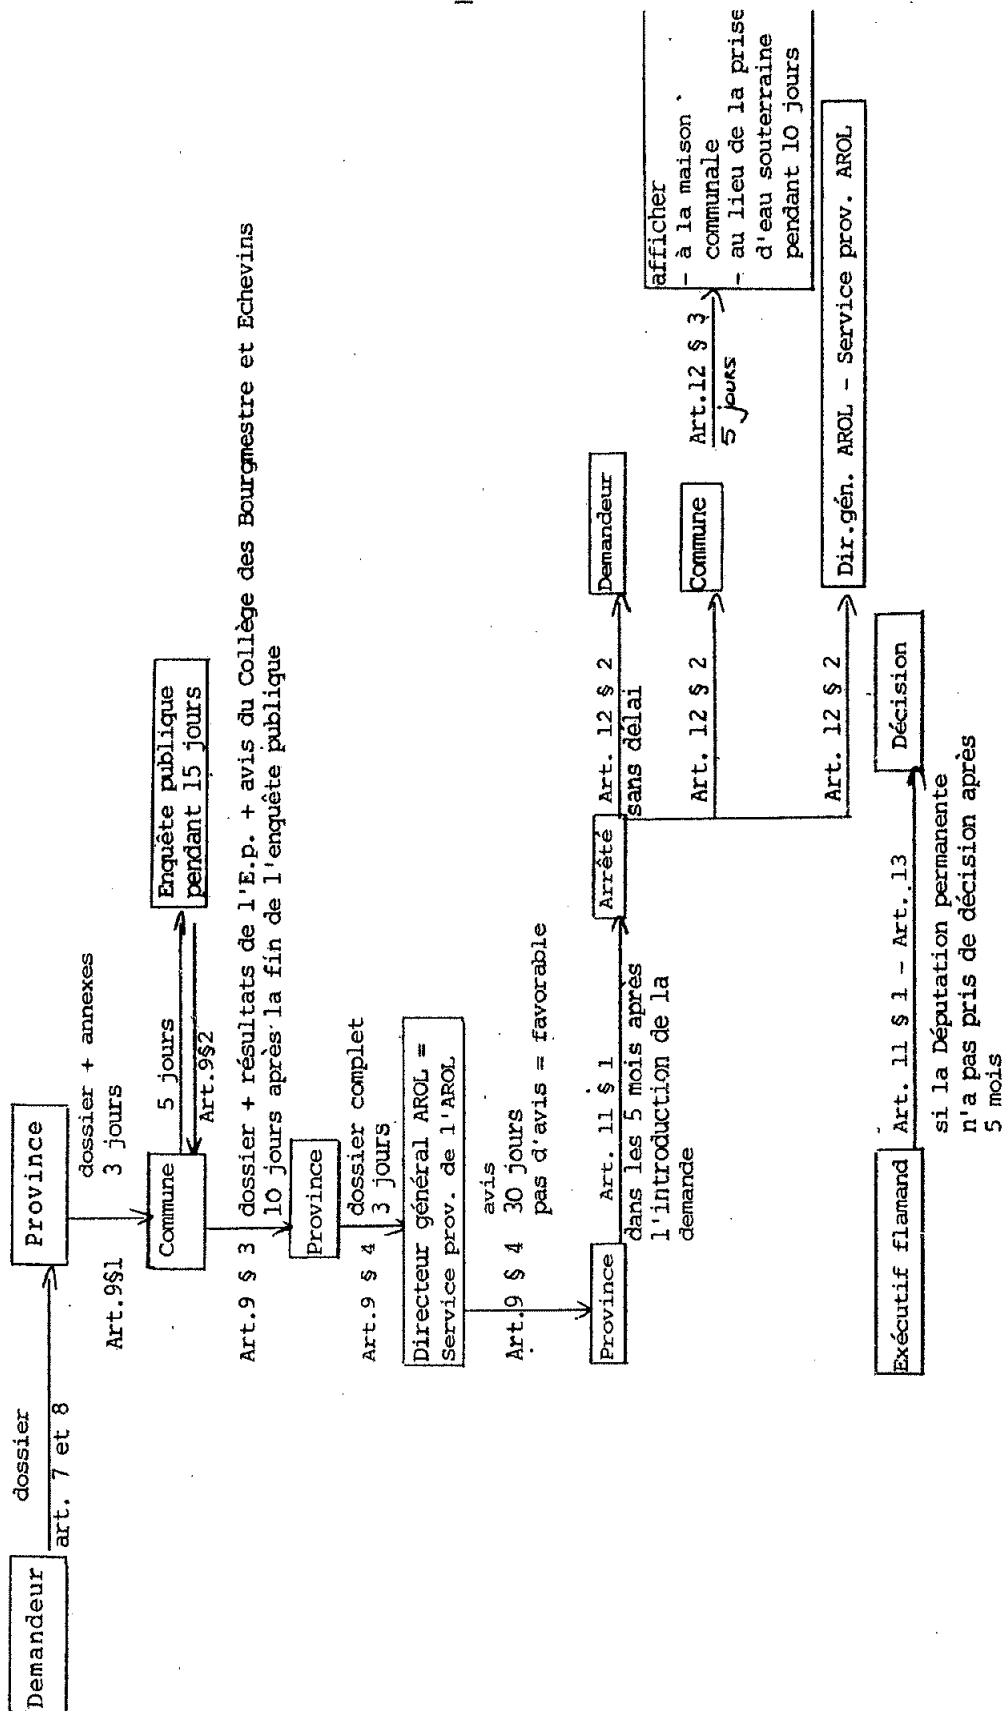 Demandeur
dossier
art. 7 et 8
Province
Art.9§1
dossier + annexes
3 jours
Commune
5 jours
Art.9§2
Enquête publique
pendant 15 jours
Art.9 § 3
dossier + résultats de l'E.p. + avis du Collège des Bourgmestre et Echevins
10 jours après la fin de l'enquête publique
Province
Art.9 § 4
dossier complet
3 jours
Directeur général AROL =
Service prov. de l'AROL
Art.9 § 4
avis
30 jours
pas d'avis = favorable
Province
Art. 11 § 1
dans les 5 mois après
l'introduction de la
demande
Arrêté
Art. 12 § 2
sans délai
Demandeur
Art. 12 § 2
Commune
Art.12 § 3
5 jours
afficher
- à la maison
communale
- au lieu de la prise
d'eau souterraine
pendant 10 jours
Art. 12 § 2
Dir.gén. AROL - Service prov. AROL
Exécutif flamand
Art. 11 § 1 - Art. 13
si la Députation permanente
n'a pas pris de décision après
5 mois
Décision